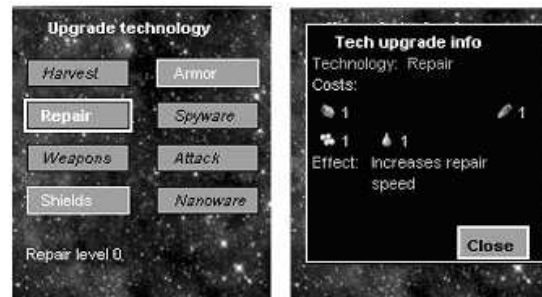 Upgrade technology
Harvest Armor
Repair Spyware
Weapons Attack
Shields Nanoware
Repair level 0
Tech upgrade info
Technology: Repair
Costs:
1 1
1 1
Effect: Increases repair
speed
Close